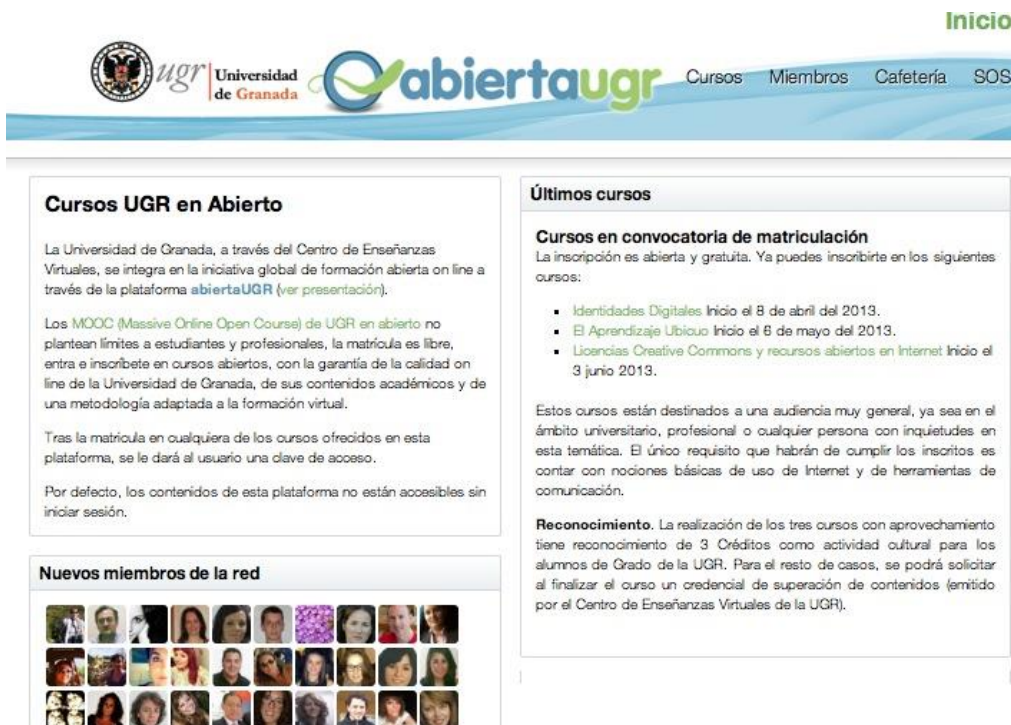 Inicio
ugr Universidad
de Granada
abiertaugr
Cursos Miembros Cafetería SOS
Cursos UGR en Abierto
La Universidad de Granada, a través del Centro de Enseñanzas
Virtuales, se integra en la iniciativa global de formación abierta on line a
través de la plataforma abiertaUGR (ver presentación).
Los MOOC (Massive Online Open Course) de UGR en abierto no
plantean límites a estudiantes y profesionales, la matrícula es libre,
entra e inscríbete en cursos abiertos, con la garantía de la calidad on
line de la Universidad de Granada, de sus contenidos académicos y de
una metodología adaptada a la formación virtual.
Tras la matricula en cualquiera de los cursos ofrecidos en esta
plataforma, se le dará al usuario una clave de acceso.
Por defecto, los contenidos de esta plataforma no están accesibles sin
iniciar sesión.
Nuevos miembros de la red
Últimos cursos
Cursos en convocatoria de matriculación
La inscripción es abierta y gratuita. Ya puedes inscribirte en los siguientes
cursos:
Identidades Digitales Inicio el 8 de abril del 2013.
El Aprendizaje Ubicuo Inicio el 6 de mayo del 2013.
Licencias Creative Commons y recursos abiertos en Internet Inicio el
3 junio 2013.
Estos cursos están destinados a una audiencia muy general, ya sea en el
ámbito universitario, profesional o cualquier persona con inquietudes en
esta temática. El único requisito que habrán de cumplir los inscritos es
contar con nociones básicas de uso de Internet y de herramientas de
comunicación.
Reconocimiento. La realización de los tres cursos con aprovechamiento
tiene reconocimiento de 3 Créditos como actividad cultural para los
alumnos de Grado de la UGR. Para el resto de casos, se podrá solicitar
al finalizar el curso un credencial de superación de contenidos (emitido
por el Centro de Enseñanzas Virtuales de la UGR).